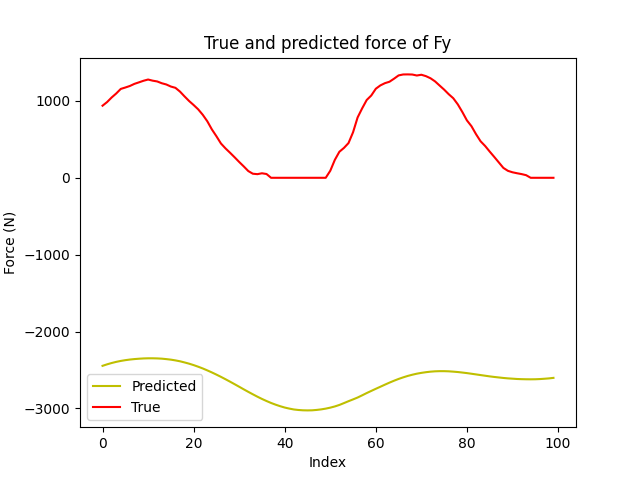 True and predicted force of Fy
Force (N)
1000
0
−1000
−2000
−3000
Predicted
True
0 20 40 60 80 100
Index